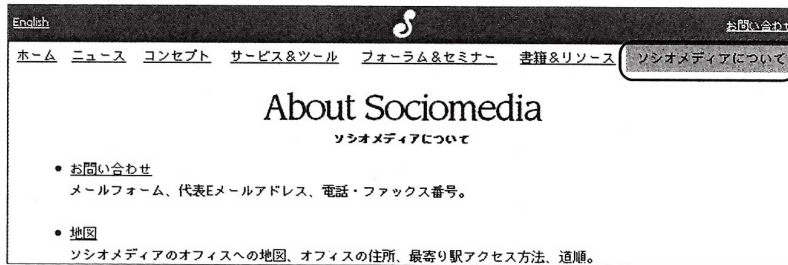 English
お問い合わせ
ホーム ニュース コンセプト サービス&ツール フォーラム&セミナー 書籍&リソース ソシオメディアについて
About Sociomedia
ソシオメディアについて
• お問い合わせ
メールフォーム、代表Eメールアドレス、電話・ファックス番号。
• 地図
ソシオメディアのオフィスへの地図、オフィスの住所、最寄り駅アクセス方法、道順。